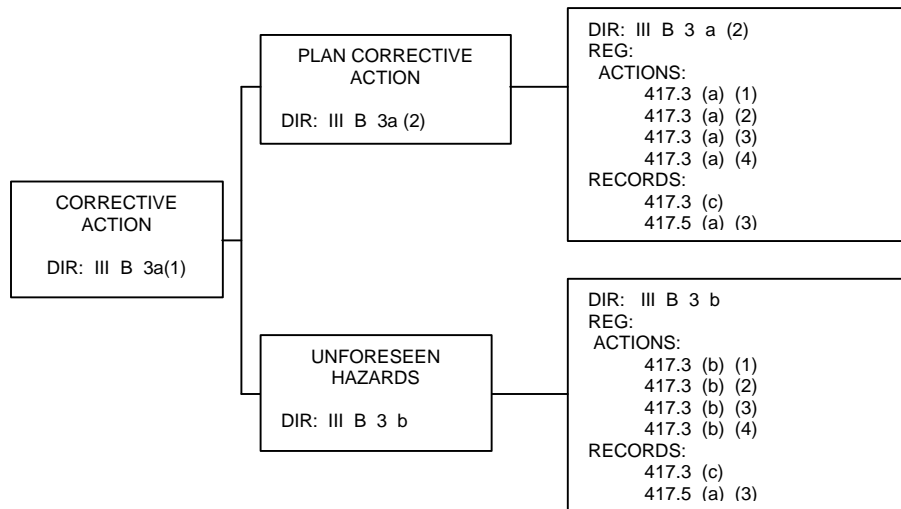 CORRECTIVE
ACTION
DIR: III B 3a(1)
PLAN CORRECTIVE
ACTION
DIR: III B 3a (2)
DIR: III B 3 a (2)
REG:
ACTIONS:
417.3 (a) (1)
417.3 (a) (2)
417.3 (a) (3)
417.3 (a) (4)
RECORDS:
417.3 (c)
417.5 (a) (3)
UNFORESEEN
HAZARDS
DIR: III B 3 b
DIR: III B 3 b
REG:
ACTIONS:
417.3 (b) (1)
417.3 (b) (2)
417.3 (b) (3)
417.3 (b) (4)
RECORDS:
417.3 (c)
417.5 (a) (3)